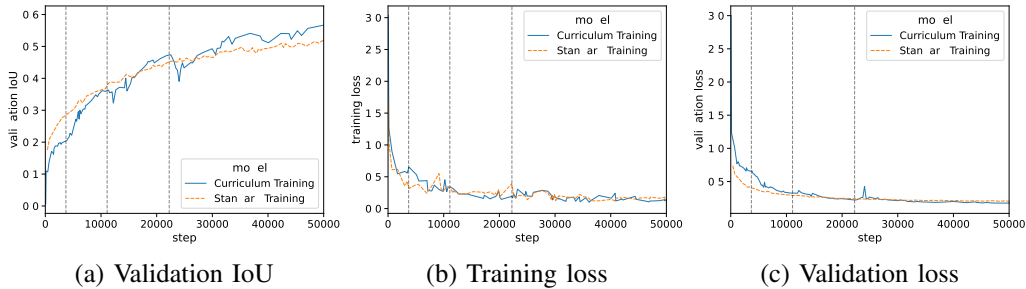 0 6
0 5
0 4
0 3
0 2
0 1
0 0
vali ation IoU
mo el
Curriculum Training
Stan ar Training
0 10000 20000 30000 40000 50000
step
(a) Validation IoU
3.0
2.5
2.0
1.5
1.0
0.5
0.0
training loss
mo el
Curriculum Training
Stan ar Training
0 10000 20000 30000 40000 50000
step
(b) Training loss
3 0
2 5
2 0
1 5
1 0
5 0
vali ation loss
mo el
Curriculum Training
Stan ar Training
0 10000 20000 30000 40000 50000
step
(c) Validation loss